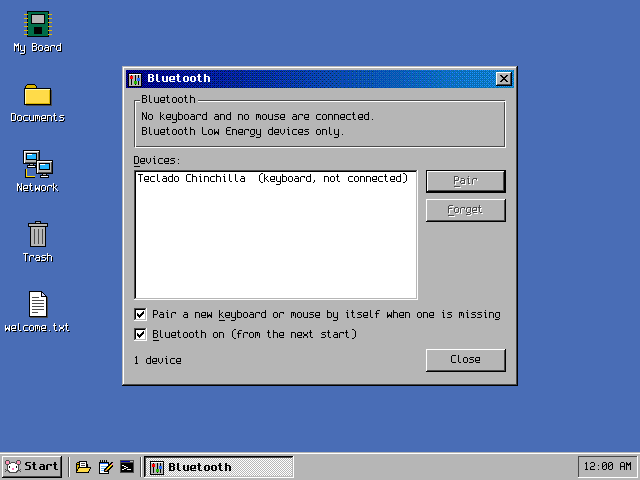 My Board
Documents
Network
Trash
welcome.txt
Bluetooth
Bluetooth
No keyboard and no mouse are connected.
Bluetooth Low Energy devices only.
Devices:
Teclado Chinchilla (keyboard, not connected)
Pair
Forget
Pair a new keyboard or mouse by itself when one is missing
Bluetooth on (from the next start)
1 device
Close
Start
Bluetooth
12:00 AM